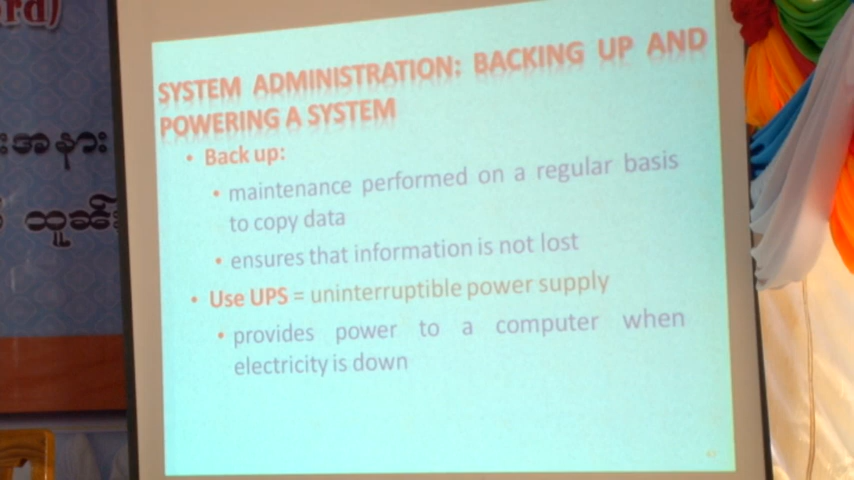 rd)
SYSTEM ADMINISTRATION: BACKING UP AND
POWERING A SYSTEM
• Back up:
• maintenance performed on a regular basis
to copy data
• ensures that information is not lost
• Use UPS = uninterruptible power supply
• provides power to a computer when
electricity is down